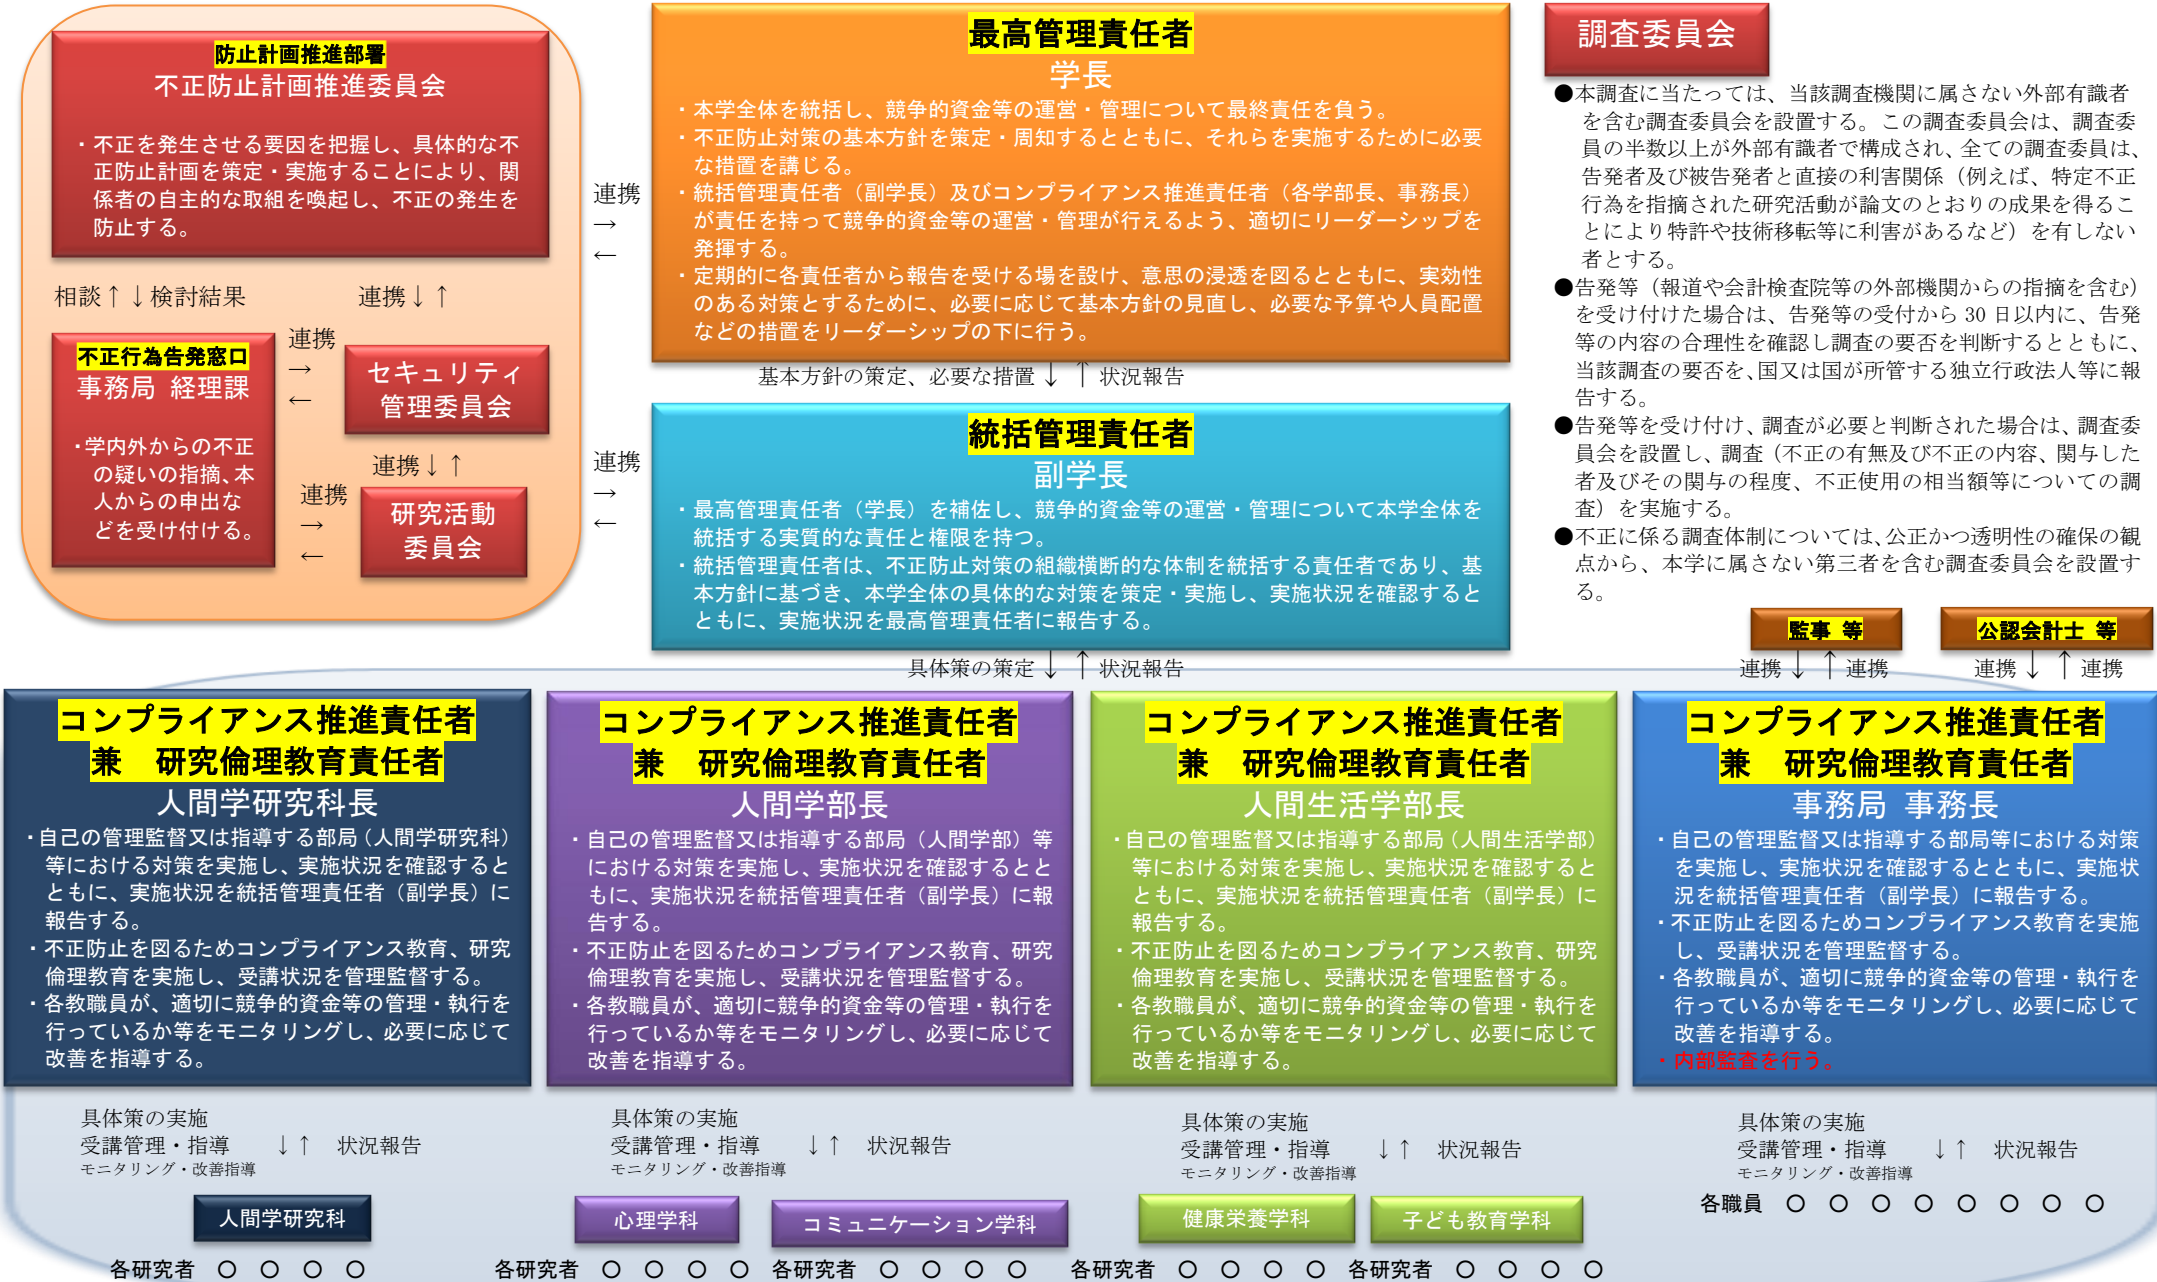 防止計画推進部署
不正防止計画推進委員会
・不正を発生させる要因を把握し、具体的な不
正防止計画を策定・実施することにより、関
係者の自主的な取組を喚起し、不正の発生を
防止する。
相談↑↓検討結果
連携↓↑
不正行為告発窓口
事務局 経理課
・学内外からの不正
の疑いの指摘、本
人からの申出な
どを受け付ける。
連携
→
←
セキュリティ
管理委員会
連携↓↑
連携
→
←
研究活動
委員会
連携
→
←
連携
→
←
最高管理責任者
学長
・本学全体を統括し、競争的資金等の運営・管理について最終責任を負う。
・不正防止対策の基本方針を策定・周知するとともに、それらを実施するために必要
な措置を講じる。
・統括管理責任者（副学長）及びコンプライアンス推進責任者（各学部長、事務長）
が責任を持って競争的資金等の運営・管理が行えるよう、適切にリーダーシップを
発揮する。
・定期的に各責任者から報告を受ける場を設け、意思の浸透を図るとともに、実効性
のある対策とするために、必要に応じて基本方針の見直し、必要な予算や人員配置
などの措置をリーダーシップの下に行う。
基本方針の策定、必要な措置↓↑状況報告
統括管理責任者
副学長
・最高管理責任者（学長）を補佐し、競争的資金等の運営・管理について本学全体を
統括する実質的な責任と権限を持つ。
・統括管理責任者は、不正防止対策の組織横断的な体制を統括する責任者であり、基
本方針に基づき、本学全体の具体的な対策を策定・実施し、実施状況を確認すると
ともに、実施状況を最高管理責任者に報告する。
具体策の策定↓↑状況報告
調査委員会
●本調査に当たっては、当該調査機関に属さない外部有識者
を含む調査委員会を設置する。この調査委員会は、調査委
員の半数以上が外部有識者で構成され、全ての調査委員は、
告発者及び被告発者と直接の利害関係（例えば、特定不正
行為を指摘された研究活動が論文のとおりの成果を得るこ
とにより特許や技術移転等に利害があるなど）を有しない
者とする。
●告発等（報道や会計検査院等の外部機関からの指摘を含む）
を受け付けた場合は、告発等の受付から 30 日以内に、告発
等の内容の合理性を確認し調査の要否を判断するとともに、
当該調査の要否を、国又は国が所管する独立行政法人等に報
告する。
●告発等を受け付け、調査が必要と判断された場合は、調査委
員会を設置し、調査（不正の有無及び不正の内容、関与した
者及びその関与の程度、不正使用の相当額等についての調
査）を実施する。
●不正に係る調査体制については、公正かつ透明性の確保の観
点から、本学に属さない第三者を含む調査委員会を設置す
る。
監事 等
公認会計士 等
連携↓↑連携
連携↓↑連携
コンプライアンス推進責任者
兼　研究倫理教育責任者
人間学研究科長
・自己の管理監督又は指導する部局（人間学研究科）
等における対策を実施し、実施状況を確認すると
ともに、実施状況を統括管理責任者（副学長）に
報告する。
・不正防止を図るためコンプライアンス教育、研究
倫理教育を実施し、受講状況を管理監督する。
・各教職員が、適切に競争的資金等の管理・執行を
行っているか等をモニタリングし、必要に応じて
改善を指導する。
コンプライアンス推進責任者
兼　研究倫理教育責任者
人間学部長
・自己の管理監督又は指導する部局（人間学部）等
における対策を実施し、実施状況を確認するとと
もに、実施状況を統括管理責任者（副学長）に報
告する。
・不正防止を図るためコンプライアンス教育、研究
倫理教育を実施し、受講状況を管理監督する。
・各教職員が、適切に競争的資金等の管理・執行を
行っているか等をモニタリングし、必要に応じて
改善を指導する。
コンプライアンス推進責任者
兼　研究倫理教育責任者
人間生活学部長
・自己の管理監督又は指導する部局（人間生活学部）
等における対策を実施し、実施状況を確認すると
ともに、実施状況を統括管理責任者（副学長）に
報告する。
・不正防止を図るためコンプライアンス教育、研究
倫理教育を実施し、受講状況を管理監督する。
・各教職員が、適切に競争的資金等の管理・執行を
行っているか等をモニタリングし、必要に応じて
改善を指導する。
コンプライアンス推進責任者
兼　研究倫理教育責任者
事務局 事務長
・自己の管理監督又は指導する部局等における対策
を実施し、実施状況を確認するとともに、実施状
況を統括管理責任者（副学長）に報告する。
・不正防止を図るためコンプライアンス教育を実施
し、受講状況を管理監督する。
・各教職員が、適切に競争的資金等の管理・執行を
行っているか等をモニタリングし、必要に応じて
改善を指導する。
・内部監査を行う。
具体策の実施
受講管理・指導　↓↑　状況報告
モニタリング・改善指導
具体策の実施
受講管理・指導　↓↑　状況報告
モニタリング・改善指導
具体策の実施
受講管理・指導　↓↑　状況報告
モニタリング・改善指導
具体策の実施
受講管理・指導　↓↑　状況報告
モニタリング・改善指導
人間学研究科
心理学科
コミュニケーション学科
健康栄養学科
子ども教育学科
各職員　○　○　○　○　○　○　○　○
各研究者　○　○　○　○
各研究者　○　○　○　○
各研究者　○　○　○　○
各研究者　○　○　○　○
各研究者　○　○　○　○